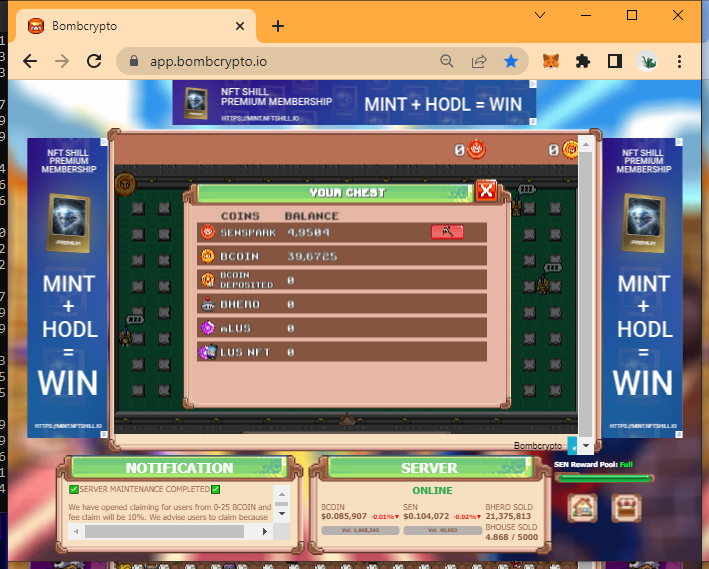 Bombcrypto
app.bombcrypto.io
NFT SHILL
PREMIUM MEMBERSHIP
HTTPS://MINT.NFTSHILL.IO
MINT + HODL = WIN
NFT SHILL
PREMIUM
MEMBERSHIP
PREMIUM
MINT
+
HODL
=
WIN
HTTPS://MINT.NFTSHILL.IO
0
0
YOUR CHEST
COINS BALANCE
SENSPARK 4,9504
BCOIN 39,6725
BCOIN DEPOSITED 0
BHERO 0
mLUS 0
LUS NFT 0
NFT SHILL
PREMIUM
MEMBERSHIP
PREMIUM
MINT
+
HODL
=
WIN
HTTPS://MINT.NFTSHILL.IO
Bombcrypto
NOTIFICATION
✅SERVER MAINTENANCE COMPLETED✅
We have opened claiming for users from 0-25 BCOIN and
fee claim will be 10%. We advise users to claim because
SERVER
ONLINE
BCOIN
$0.085,907 -0.01%▼
Vol. 1,968,345
SEN
$0.104,072 -0.02%▼
Vol. 48,903
BHERO SOLD
21,375,813
BHOUSE SOLD
4.868 / 5000
SEN Reward Pool: Full